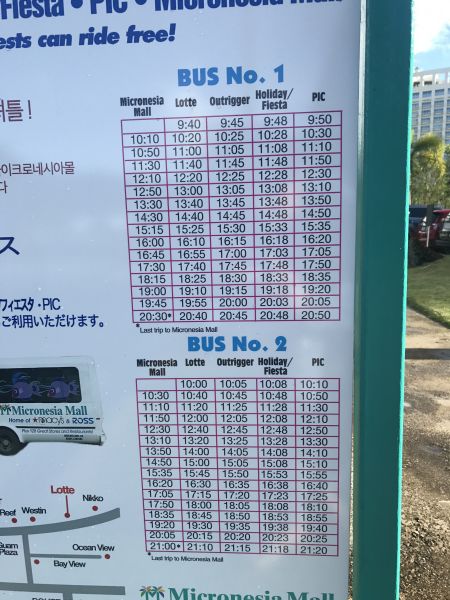 Fiesta • PIC • Micronesia Mall
ests can ride free!
BUS No. 1
Micronesia Mall Lotte Outrigger Holiday/Fiesta PIC
9:40 9:45 9:48 9:50
10:10 10:20 10:25 10:28 10:30
10:50 11:00 11:05 11:08 11:10
11:30 11:40 11:45 11:48 11:50
12:10 12:20 12:25 12:28 12:30
12:50 13:00 13:05 13:08 13:10
13:30 13:40 13:45 13:48 13:50
14:30 14:40 14:45 14:48 14:50
15:15 15:25 15:30 15:33 15:35
16:00 16:10 16:15 16:18 16:20
16:45 16:55 17:00 17:03 17:05
17:30 17:40 17:45 17:48 17:50
18:15 18:25 18:30 18:33 18:35
19:00 19:10 19:15 19:18 19:20
19:45 19:55 20:00 20:03 20:05
20:30* 20:40 20:45 20:48 20:50
*Last trip to Micronesia Mall
BUS No. 2
Micronesia Mall Lotte Outrigger Holiday/Fiesta PIC
10:00 10:05 10:08 10:10
10:30 10:40 10:45 10:48 10:50
11:10 11:20 11:25 11:28 11:30
11:50 12:00 12:05 12:08 12:10
12:30 12:40 12:45 12:48 12:50
13:10 13:20 13:25 13:28 13:30
13:50 14:00 14:05 14:08 14:10
14:50 15:00 15:05 15:08 15:10
15:35 15:45 15:50 15:53 15:55
16:20 16:30 16:35 16:38 16:40
17:05 17:15 17:20 17:23 17:25
17:50 18:00 18:05 18:08 18:10
18:35 18:45 18:50 18:53 18:55
19:20 19:30 19:35 19:38 19:40
20:05 20:15 20:20 20:23 20:25
21:00* 21:10 21:15 21:18 21:20
*Last trip to Micronesia Mall
Micronesia Mall
틀!
이크로네시아몰
다
ス
フィエスタ・PIC
ご利用いただけます。
Micronesia Mall
Home of macys & ROSS
Plus 120 Great Stores and Restaurants!
Lotte
Nikko
Reef
Westin
Guam
Plaza
Ocean View
Bay View